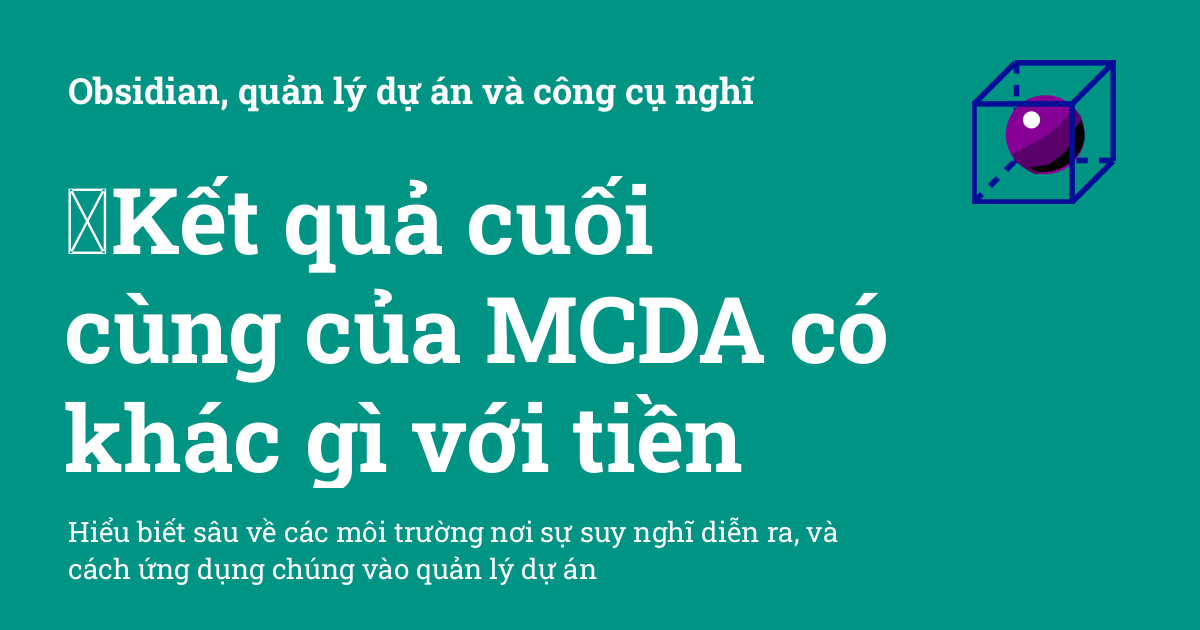 Obsidian, quản lý dự án và công cụ nghĩ
Kết quả cuối
cùng của MCDA có
khác gì với tiền
Hiểu biết sâu về các môi trường nơi sự suy nghĩ diễn ra, và
cách ứng dụng chúng vào quản lý dự án